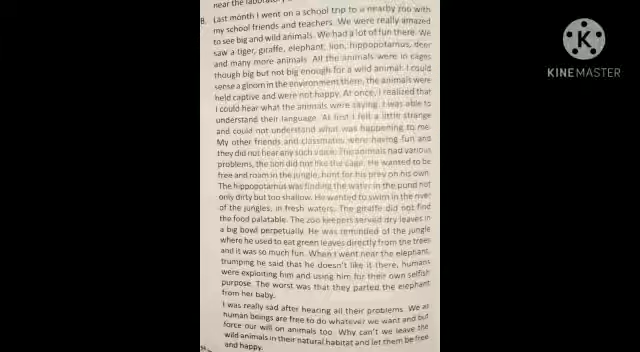 near the laboratory
8. Last month I went on a school trip to a nearby zoo with
my school friends and teachers. We were really amazed
to see big and wild animals. We had a lot of fun there. We
saw a tiger, giraffe, elephant, lion, hippopotamus, deer
and many more animals. All the animals were in cages
though big but not big enough for a wild animal. I could
sense a gloom in the environment there, the animals were
held captive and were not happy. At once, I realized that
I could hear what the animals were saying. I was able to
understand their language. At first I felt a little strange
and could not understand what was happening to me.
My other friends and classmates were having fun and
they did not hear any such voice. The animals had various
problems, the lion did not like the cage. He wanted to be
free and roam in the jungle, hunt for his prey on his own.
The hippopotamus was finding the water in the pond not
only dirty but too shallow. He wanted to swim in the river
of the jungles, in fresh waters. The giraffe did not find
the food palatable. The zoo keepers served dry leaves in
a big bowl perpetually. He was reminded of the jungle
where he used to eat green leaves directly from the trees
and it was so much fun. When I went near the elephant,
trumping he said that he doesn't like it there, humans
were exploiting him and using him for their own selfish
purpose. The worst was that they parted the elephant
from her baby.
I was really sad after hearing all their problems. We as
human beings are free to do whatever we want and but
force our will on animals too. Why can't we leave the
wild animals in their natural habitat and let them be free
and happy.
K
KINEMASTER